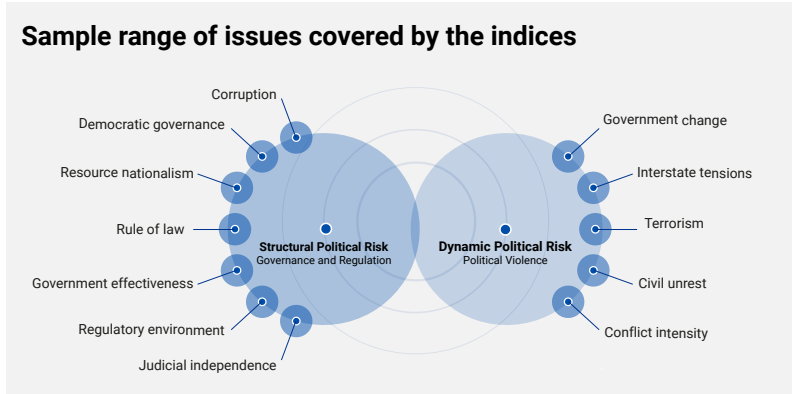 Sample range of issues covered by the indices
Corruption
Democratic governance
Resource nationalism
Rule of law
Government effectiveness
Regulatory environment
Judicial independence
Structural Political Risk
Governance and Regulation
Dynamic Political Risk
Political Violence
Government change
Interstate tensions
Terrorism
Civil unrest
Conflict intensity